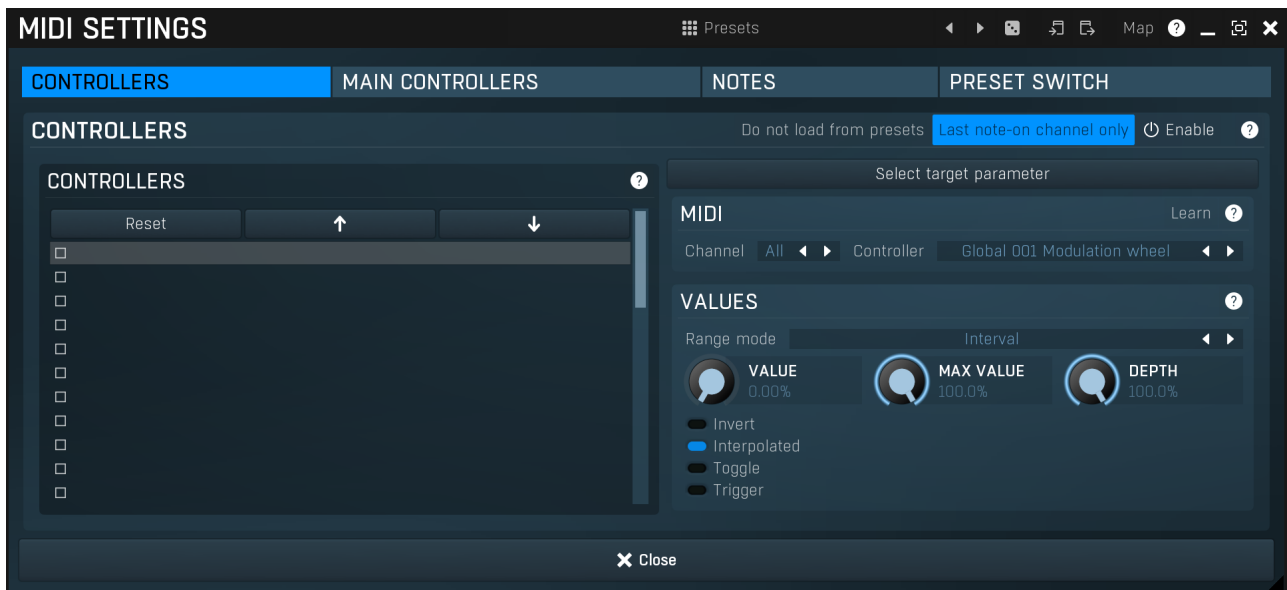 MIDI SETTINGS Presets Map ?
CONTROLLERS MAIN CONTROLLERS NOTES PRESET SWITCH
CONTROLLERS Do not load from presets Last note-on channel only Enable ?
CONTROLLERS ?
Reset
Select target parameter
MIDI Learn ?
Channel All Controller Global 001 Modulation wheel
VALUES ?
Range mode Interval
VALUE MAX VALUE DEPTH
0.00% 100.0% 100.0%
Invert
Interpolated
Toggle
Trigger
Close